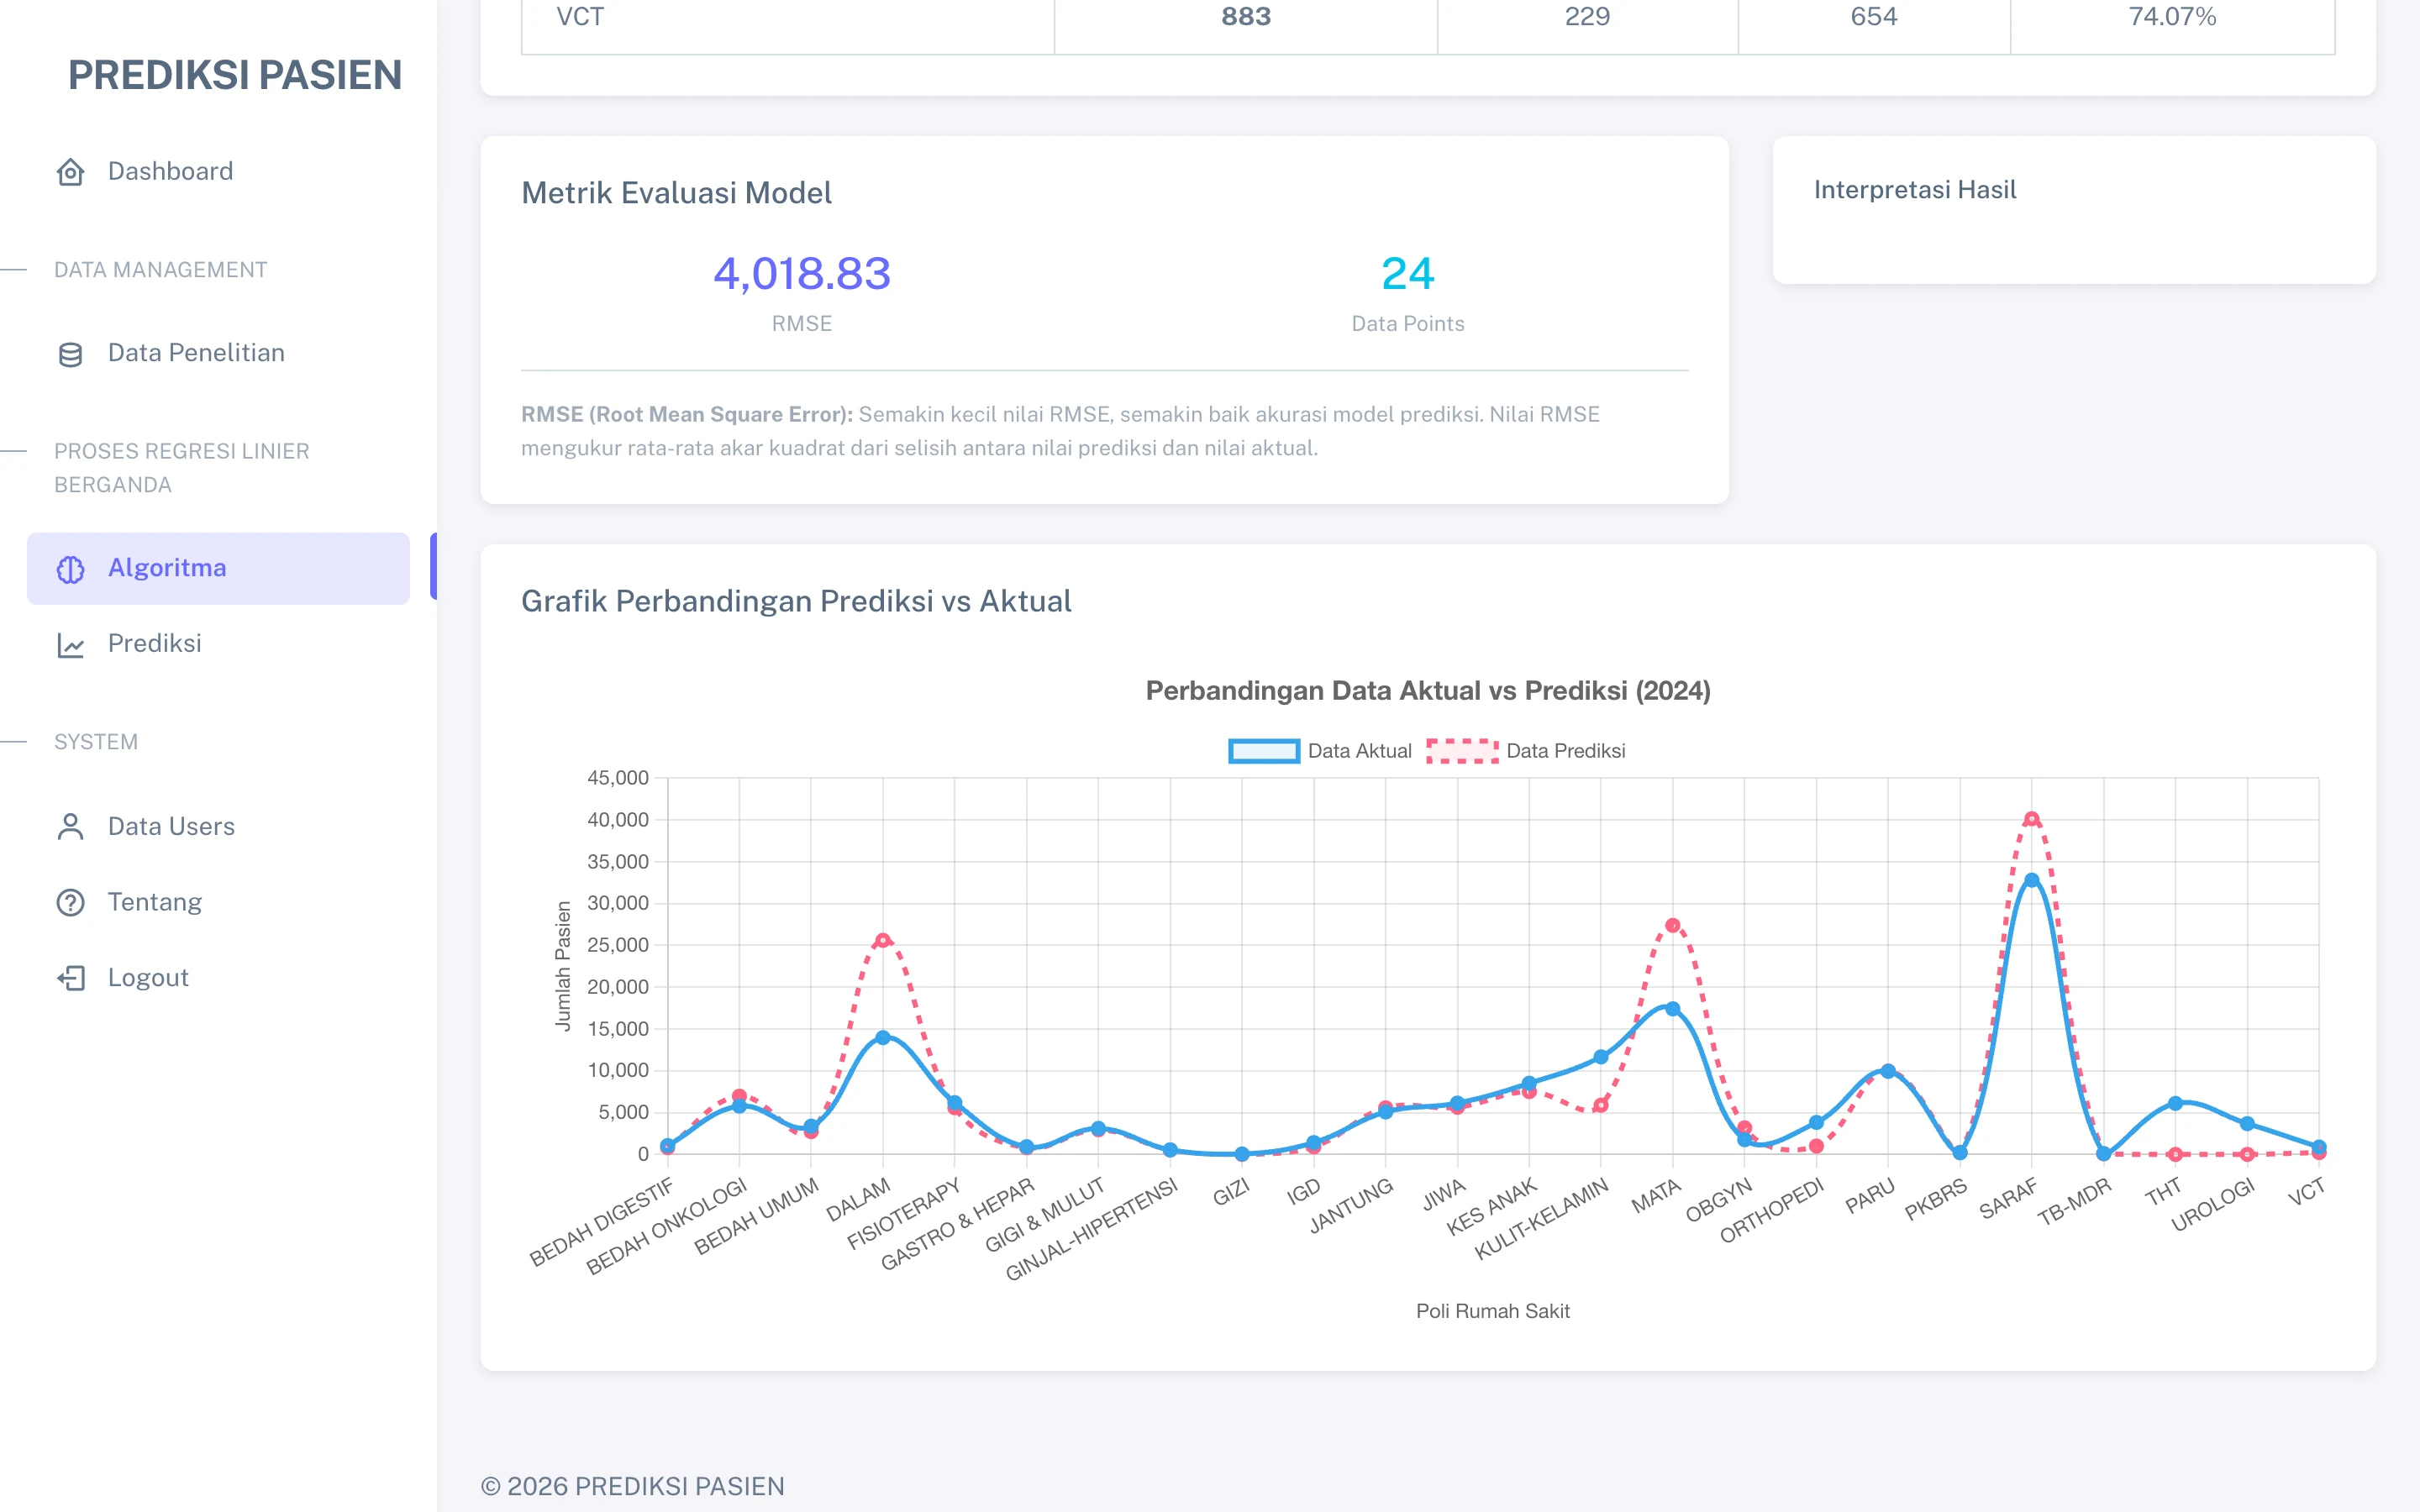 PREDIKSI PASIEN
Dashboard
DATA MANAGEMENT
Data Penelitian
PROSES REGRESI LINIER
BERGANDA
Algoritma
Prediksi
SYSTEM
Data Users
Tentang
Logout
VCT 883 229 654 74.07%
Metrik Evaluasi Model
4,018.83
RMSE
24
Data Points
RMSE (Root Mean Square Error): Semakin kecil nilai RMSE, semakin baik akurasi model prediksi. Nilai RMSE
mengukur rata-rata akar kuadrat dari selisih antara nilai prediksi dan nilai aktual.
Interpretasi Hasil
Grafik Perbandingan Prediksi vs Aktual
Perbandingan Data Aktual vs Prediksi (2024)
Data Aktual Data Prediksi
Jumlah Pasien
45,000
40,000
35,000
30,000
25,000
20,000
15,000
10,000
5,000
0
BEDAH DIGESTIF
BEDAH ONKOLOGI
BEDAH UMUM
DALAM
FISIOTERAPY
GASTRO & HEPAR
GIGI & MULUT
GINJAL-HIPERTENSI
GIZI
IGD
JANTUNG
JIWA
KES ANAK
KULIT-KELAMIN
MATA
OBGYN
ORTHOPEDI
PARU
PKBRS
SARAF
TB-MDR
THT
UROLOGI
VCT
Poli Rumah Sakit
© 2026 PREDIKSI PASIEN